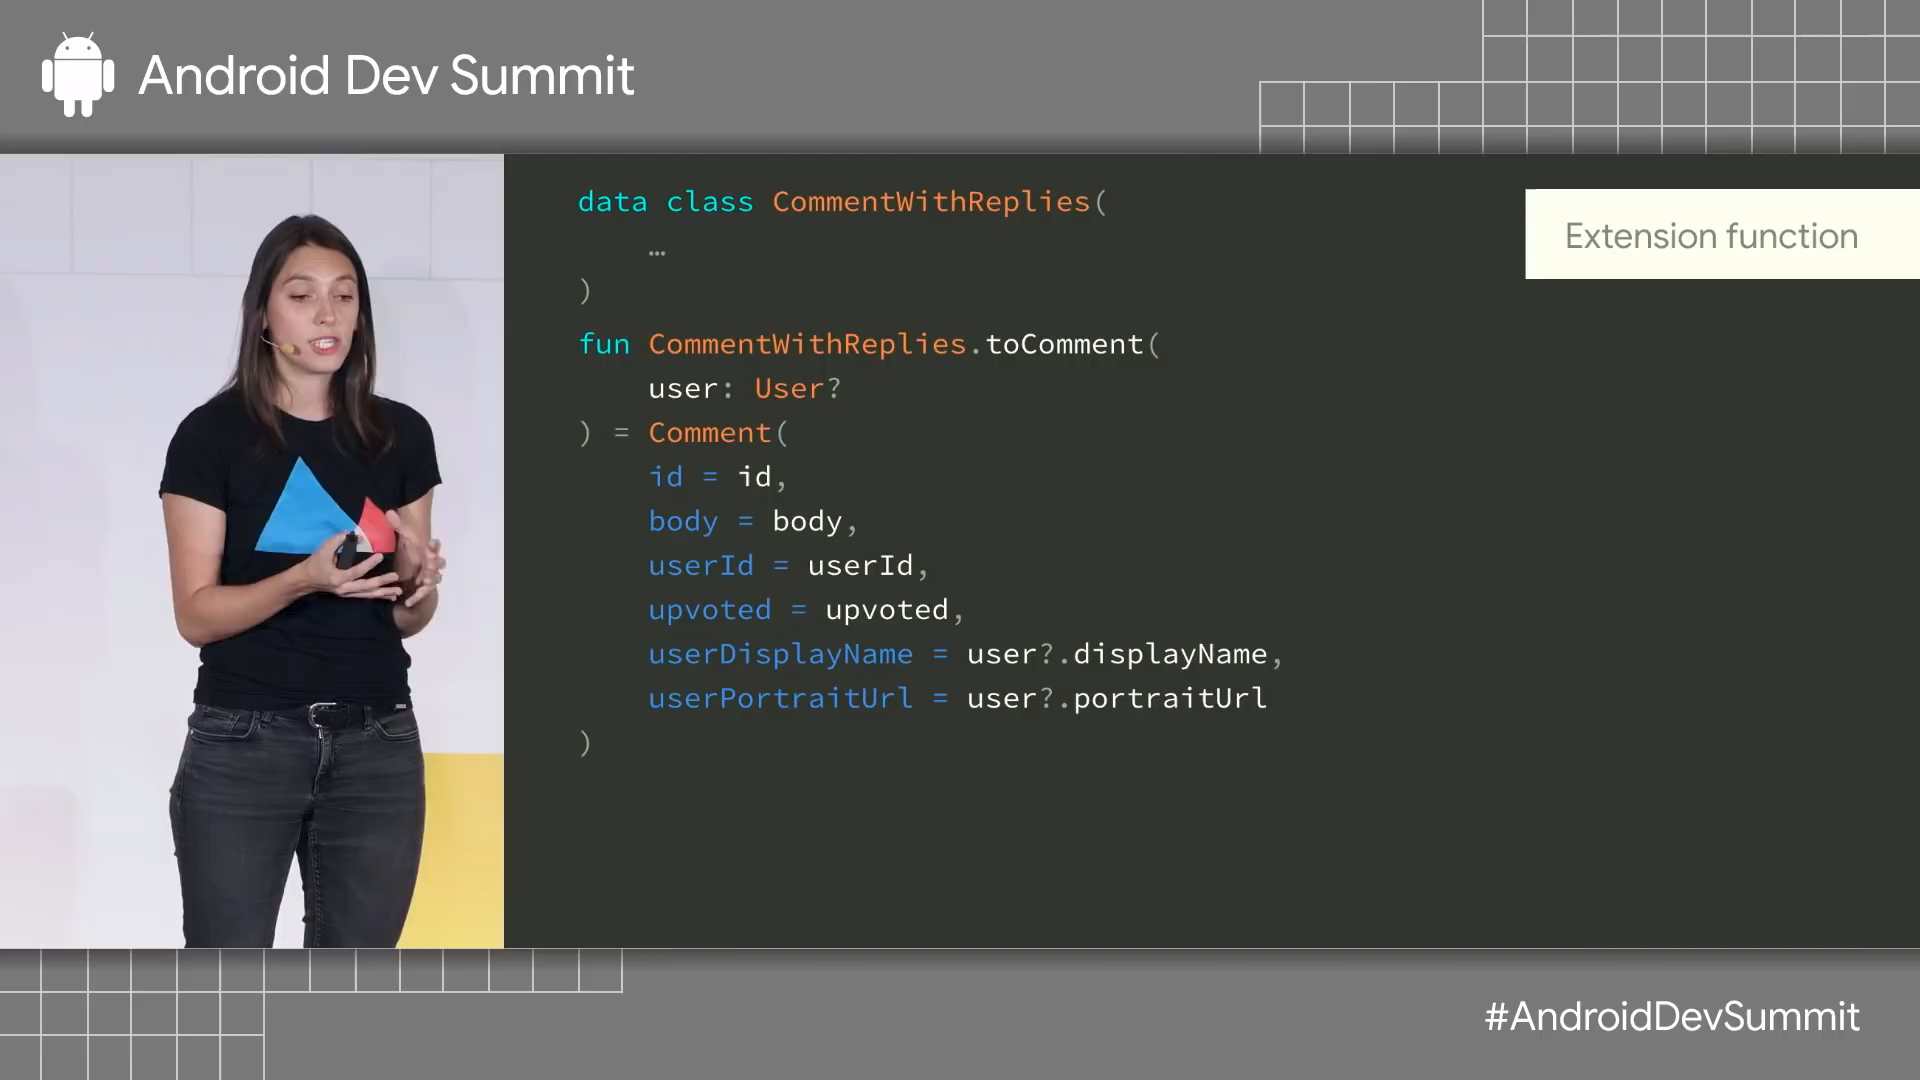 Android Dev Summit
data class CommentWithReplies(
…
)
fun CommentWithReplies.toComment(
user: User?
) = Comment(
id = id,
body = body,
userId = userId,
upvoted = upvoted,
userDisplayName = user?.displayName,
userPortraitUrl = user?.portraitUrl
)
Extension function
#AndroidDevSummit